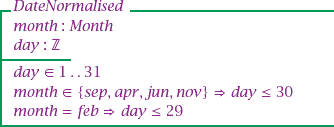 DateNormalised
month : Month
day : ℤ
day ∈ 1 . . 31
month ∈ {sep, apr, jun, nov} ⇒ day ≤ 30
month = feb ⇒ day ≤ 29